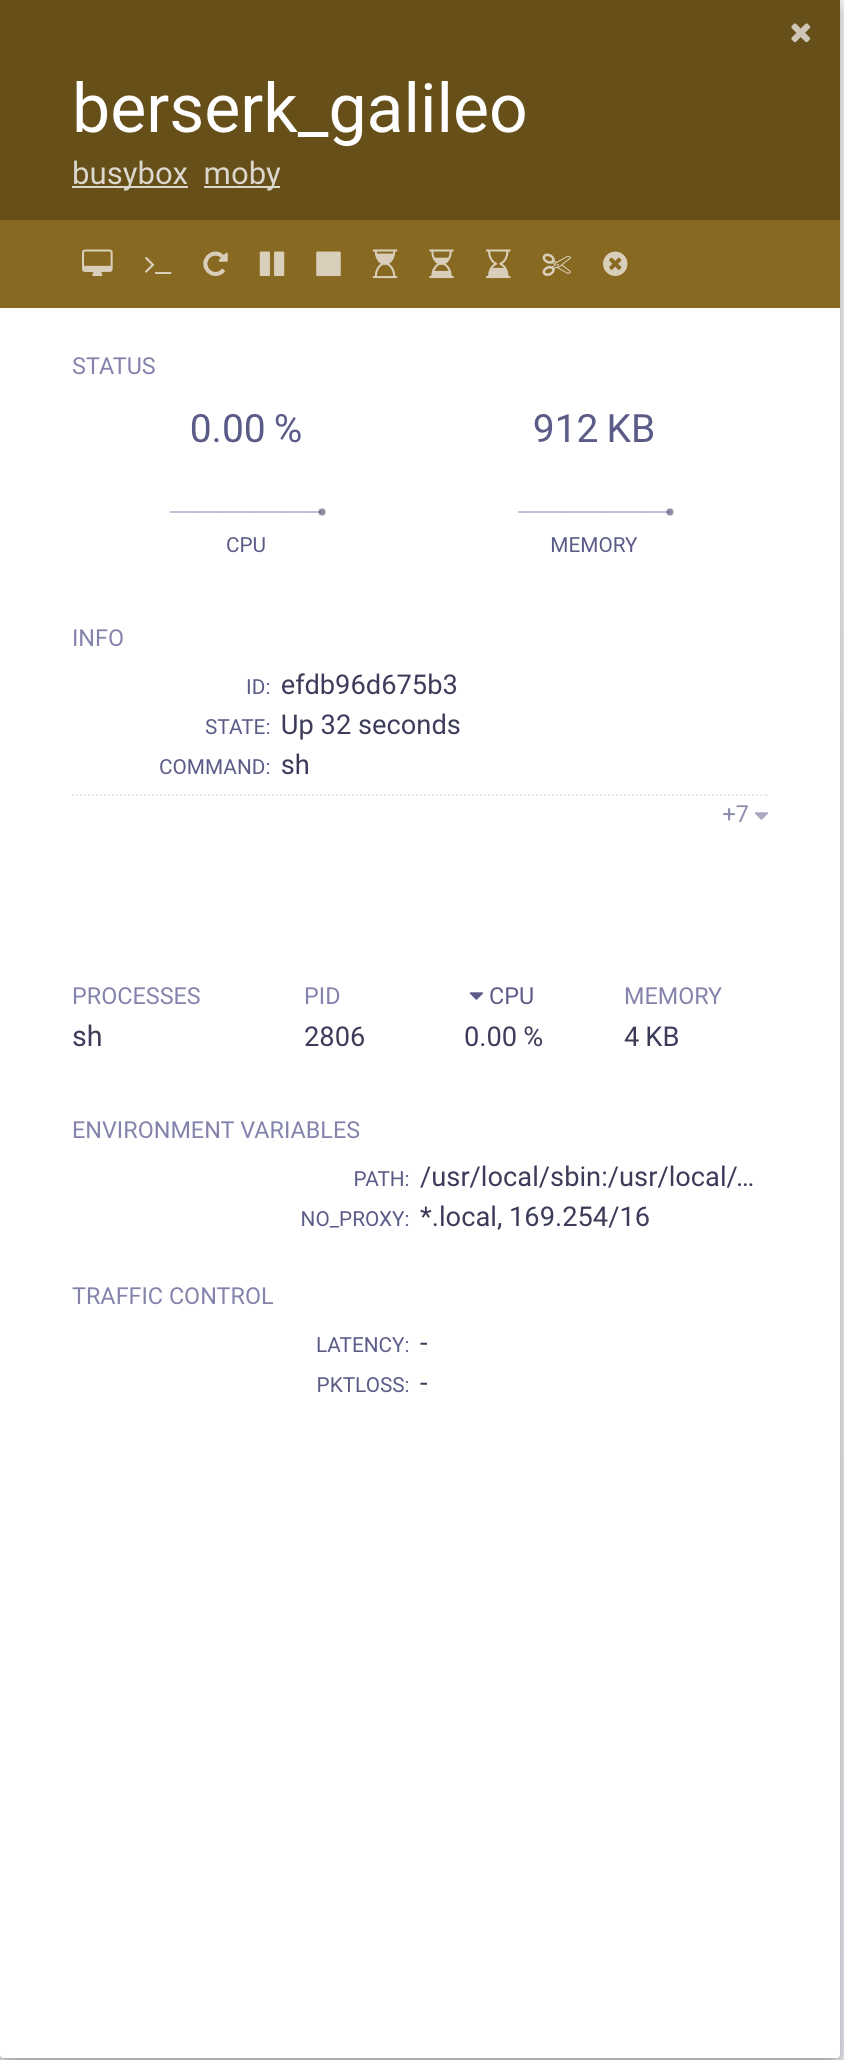 berserk_galileo
busybox moby
STATUS
0.00 % 912 KB
CPU MEMORY
INFO
ID: efdb96d675b3
STATE: Up 32 seconds
COMMAND: sh
+7
PROCESSES PID CPU MEMORY
sh 2806 0.00 % 4 KB
ENVIRONMENT VARIABLES
PATH: /usr/local/sbin:/usr/local/...
NO_PROXY: *.local, 169.254/16
TRAFFIC CONTROL
LATENCY: -
PKTLOSS: -